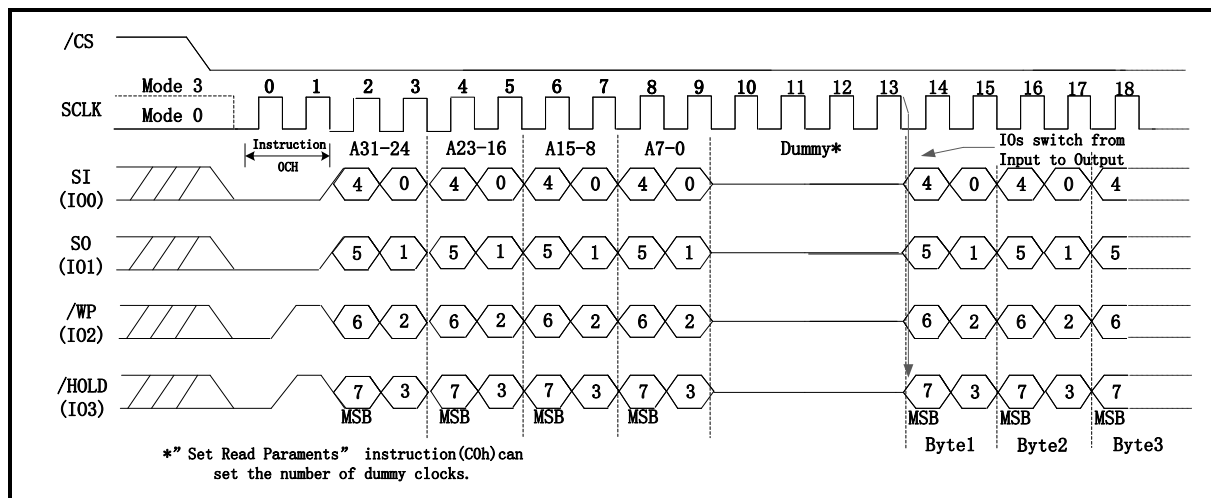 /CS
Mode 3
0 1 2 3 4 5 6 7 8 9 10 11 12 13 14 15 16 17 18
SCLK
Mode 0
Instruction
0CH
A31-24 A23-16 A15-8 A7-0 Dummy*
IOs switch from
Input to Output
SI
(IO0)
4 0 4 0 4 0 4 0 4 0 4 0 4
SO
(IO1)
5 1 5 1 5 1 5 1 5 1 5 1 5
/WP
(IO2)
6 2 6 2 6 2 6 2 6 2 6 2 6
/HOLD
(IO3)
7 3 7 3 7 3 7 3 7 3 7 3 7
MSB MSB MSB MSB MSB MSB MSB
Byte1 Byte2 Byte3
*” Set Read Paraments” instruction(C0h)can
set the number of dummy clocks.